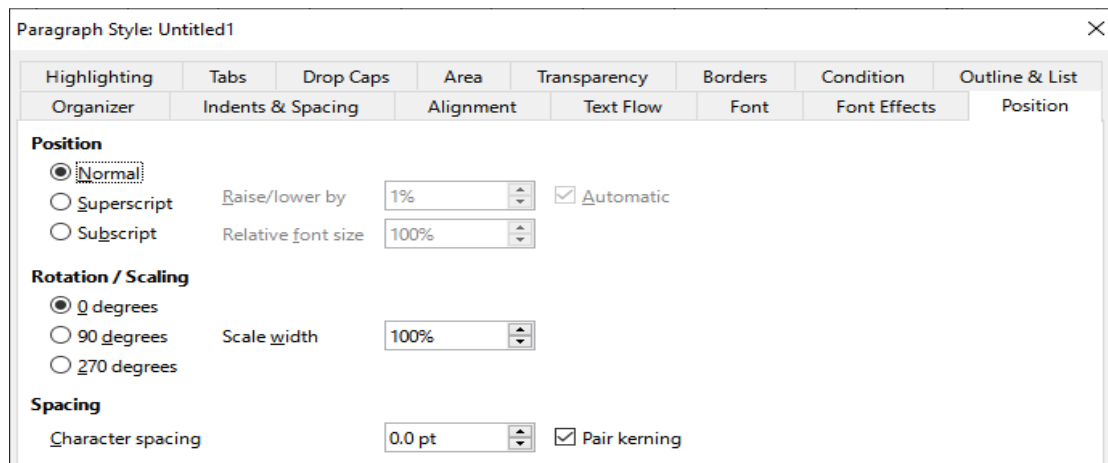 Paragraph Style: Untitled1
Highlighting Tabs Drop Caps Area Transparency Borders Condition Outline & List
Organizer Indents & Spacing Alignment Text Flow Font Font Effects Position
Position
Normal
Superscript Raise/lower by 1% Automatic
Subscript Relative font size 100%
Rotation / Scaling
0 degrees
90 degrees Scale width 100%
270 degrees
Spacing
Character spacing 0.0 pt Pair kerning